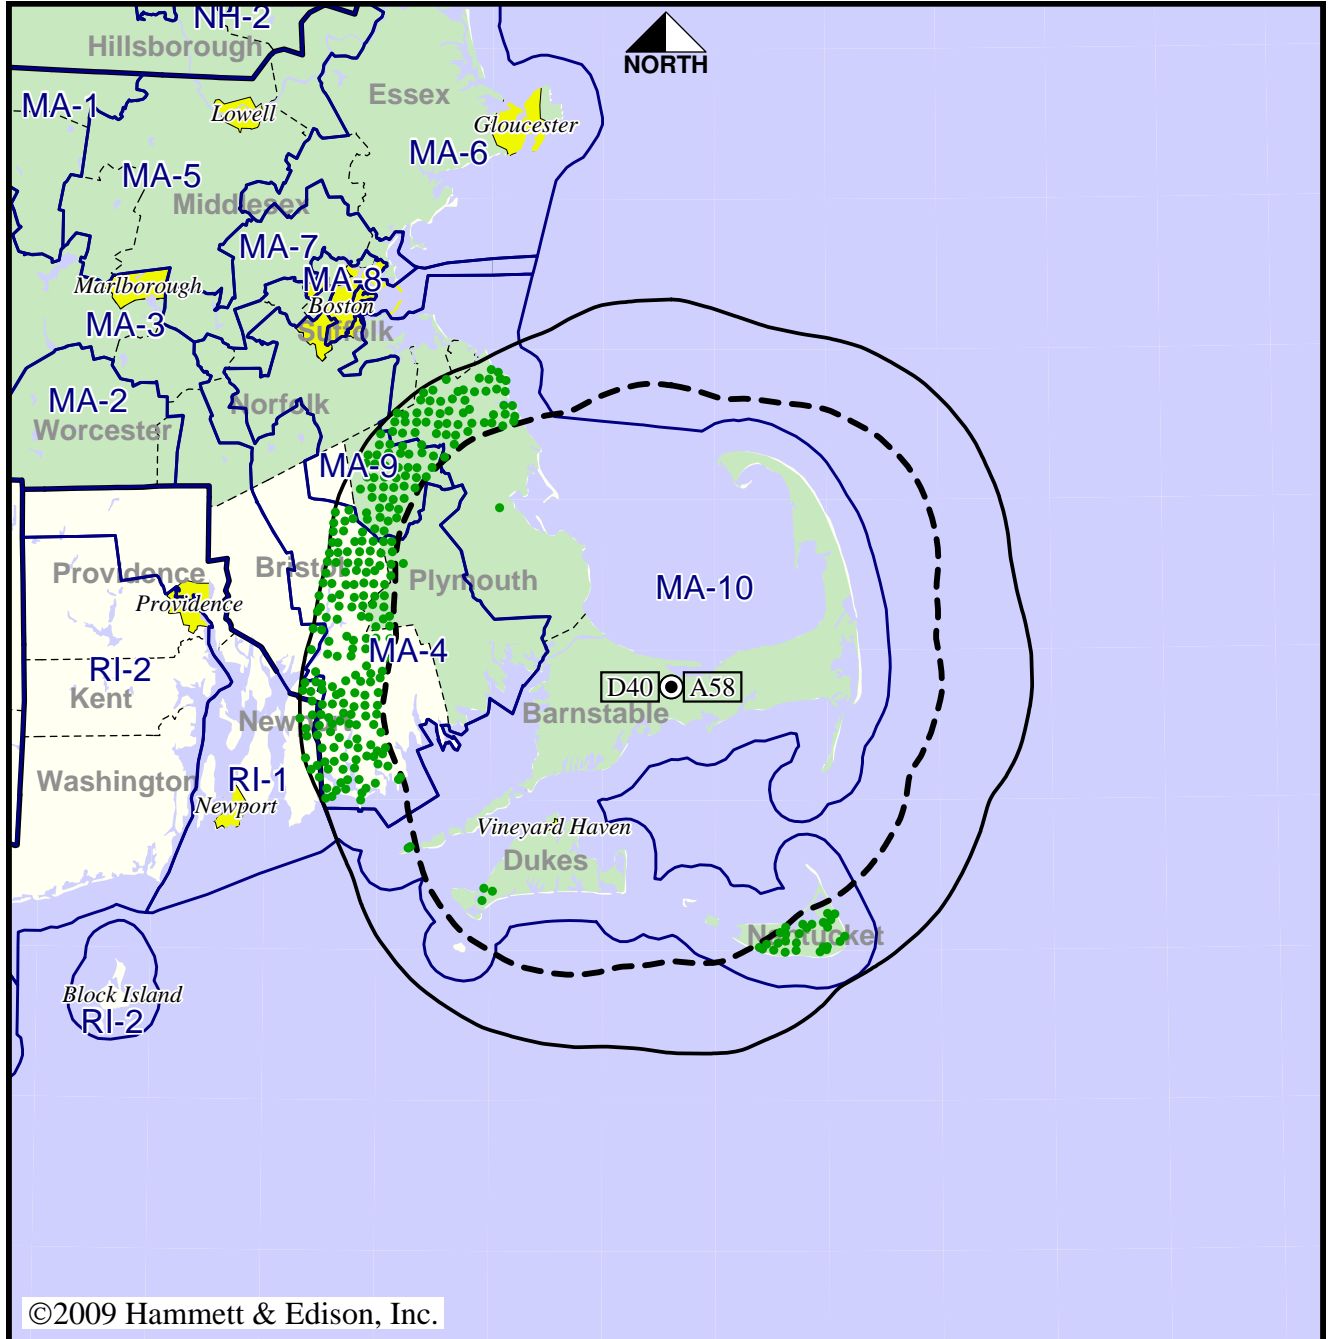 NH-2
Hillsborough
NORTH
MA-1
Essex
Lowell
Gloucester
MA-6
MA-5
Middlesex
MA-7
MA-8
Marlborough
Boston
MA-3
Suffolk
MA-2
Norfolk
Worcester
MA-9
Providence
Bristol
Plymouth
MA-10
Providence
MA-4
RI-2
Kent
D40
A58
Newport
Barnstable
Washington
RI-1
Newport
Vineyard Haven
Dukes
Nantucket
Block Island
RI-2
©2009 Hammett & Edison, Inc.